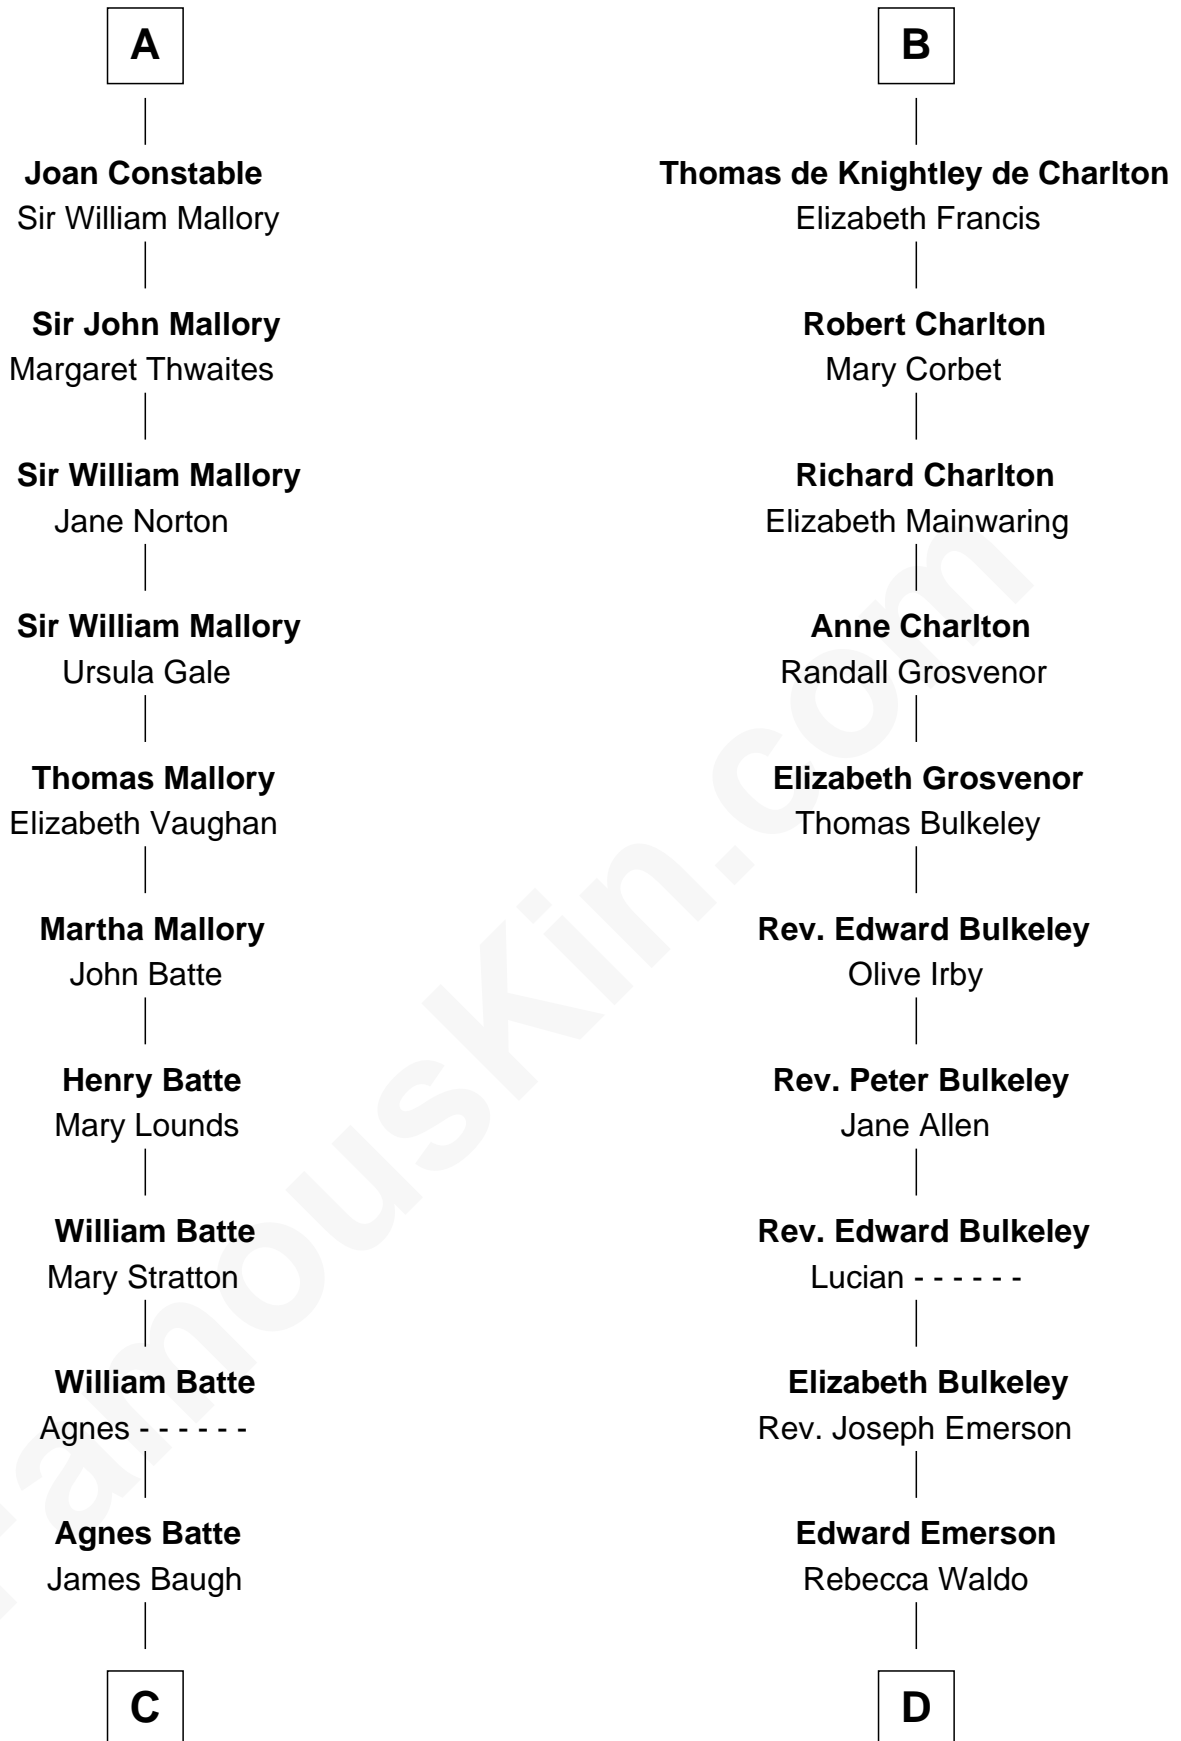 A
Joan Constable
Sir William Mallory
Sir John Mallory
Margaret Thwaites
Sir William Mallory
Jane Norton
Sir William Mallory
Ursula Gale
Thomas Mallory
Elizabeth Vaughan
Martha Mallory
John Batte
Henry Batte
Mary Lounds
William Batte
Mary Stratton
William Batte
Agnes - - - - - -
Agnes Batte
James Baugh
C
B
Thomas de Knightley de Charlton
Elizabeth Francis
Robert Charlton
Mary Corbet
Richard Charlton
Elizabeth Mainwaring
Anne Charlton
Randall Grosvenor
Elizabeth Grosvenor
Thomas Bulkeley
Rev. Edward Bulkeley
Olive Irby
Rev. Peter Bulkeley
Jane Allen
Rev. Edward Bulkeley
Lucian - - - - - -
Elizabeth Bulkeley
Rev. Joseph Emerson
Edward Emerson
Rebecca Waldo
D
FamousKin.com